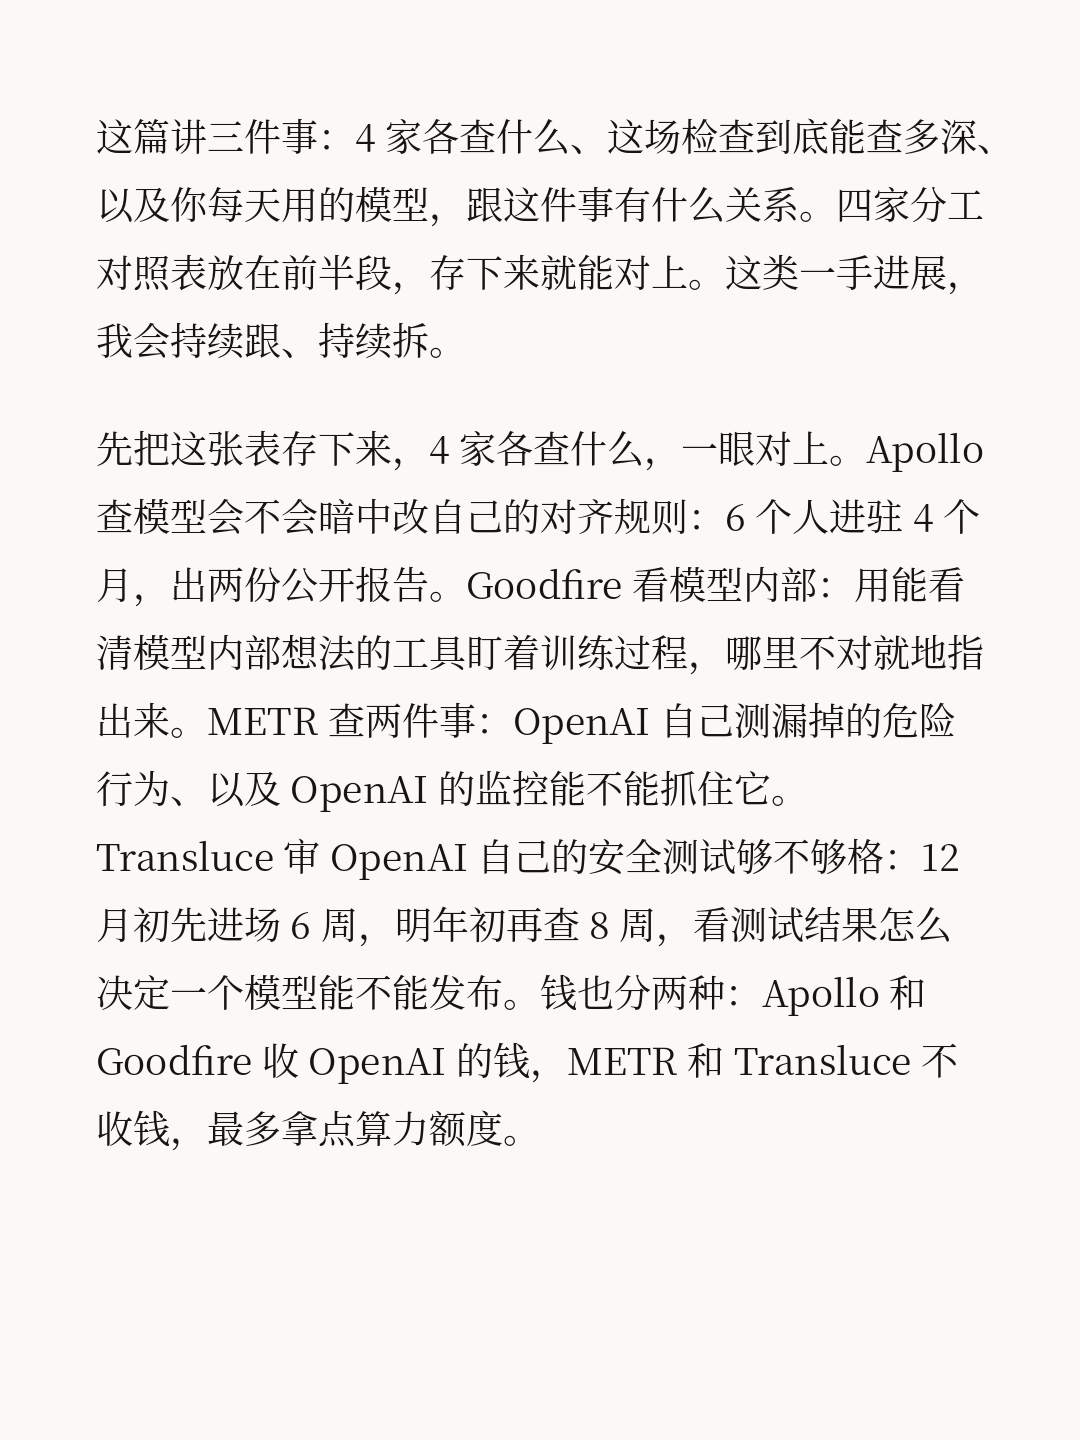 这篇讲三件事：4 家各查什么、这场检查到底能查多深、
以及你每天用的模型，跟这件事有什么关系。四家分工
对照表放在前半段，存下来就能对上。这类一手进展，
我会持续跟、持续拆。
先把这张表存下来，4 家各查什么，一眼对上。Apollo
查模型会不会暗中改自己的对齐规则：6 个人进驻 4 个
月，出两份公开报告。Goodfire 看模型内部：用能看
清模型内部想法的工具盯着训练过程，哪里不对就地指
出来。METR 查两件事：OpenAI 自己测漏掉的危险
行为、以及 OpenAI 的监控能不能抓住它。
Transluce 审 OpenAI 自己的安全测试够不够格：12
月初先进场 6 周，明年初再查 8 周，看测试结果怎么
决定一个模型能不能发布。钱也分两种：Apollo 和
Goodfire 收 OpenAI 的钱，METR 和 Transluce 不
收钱，最多拿点算力额度。